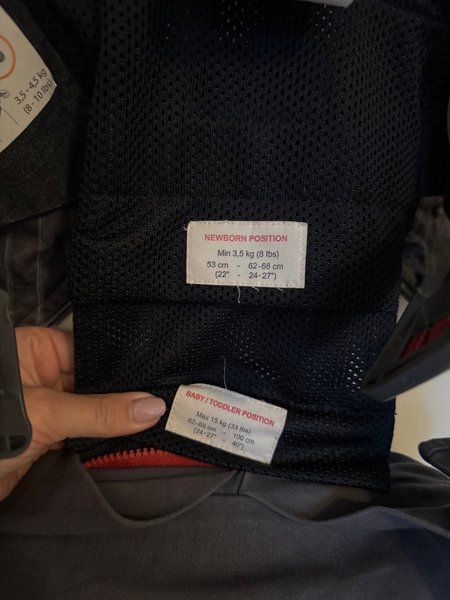 3,5 - 4,5 kg
(8 - 10 lbs)
NEWBORN POSITION
Min 3,5 kg (8 lbs)
53 cm - 62-68 cm
(22" - 24-27")
BABY / TODDLER POSITION
Max 15 kg (33 lbs)
62-68 cm - 100 cm
(24-27" - 40")